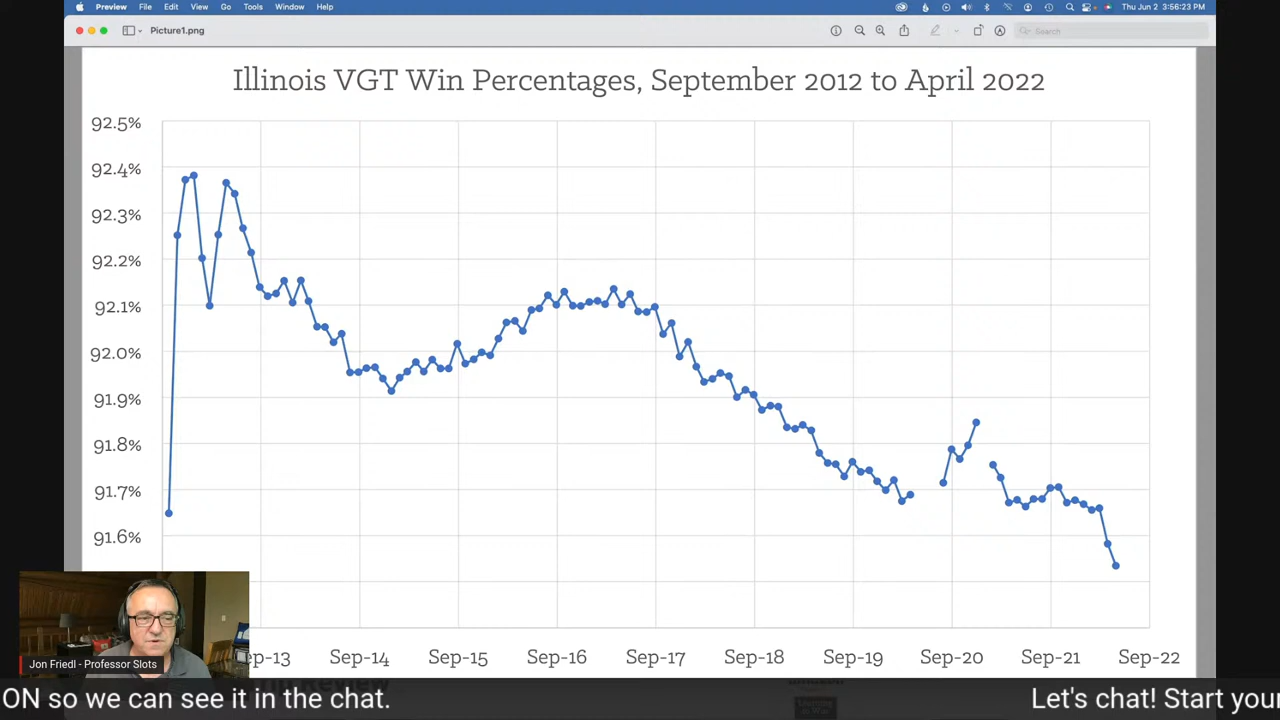 Preview File Edit View Go Tools Window Help Thu Jun 2 3:56:23 PM
Picture1.png Search
Illinois VGT Win Percentages, September 2012 to April 2022
92.5%
92.4%
92.3%
92.2%
92.1%
92.0%
91.9%
91.8%
91.7%
91.6%
ep-13 Sep-14 Sep-15 Sep-16 Sep-17 Sep-18 Sep-19 Sep-20 Sep-21 Sep-22
Jon Friedl - Professor Slots
ON so we can see it in the chat. Let's chat! Start your